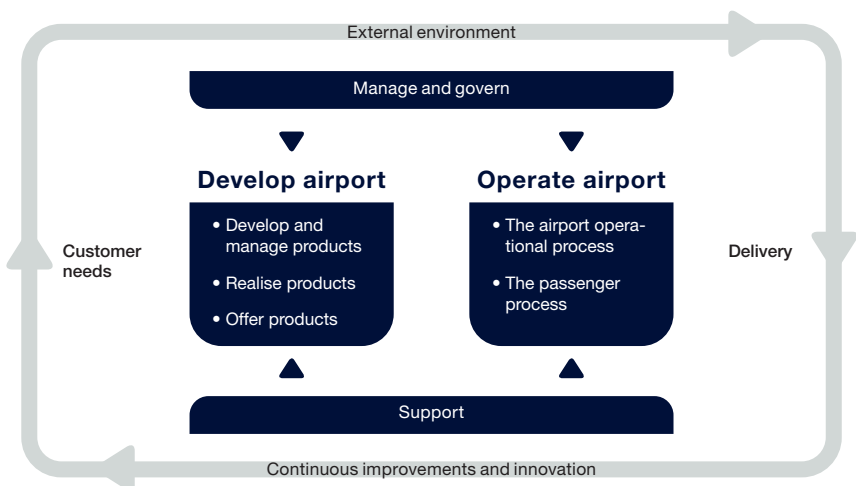 External environment
Manage and govern
Develop airport
• Develop and
manage products
• Realise products
• Offer products
Operate airport
• The airport opera-
tional process
• The passenger
process
Customer
needs
Delivery
Support
Continuous improvements and innovation